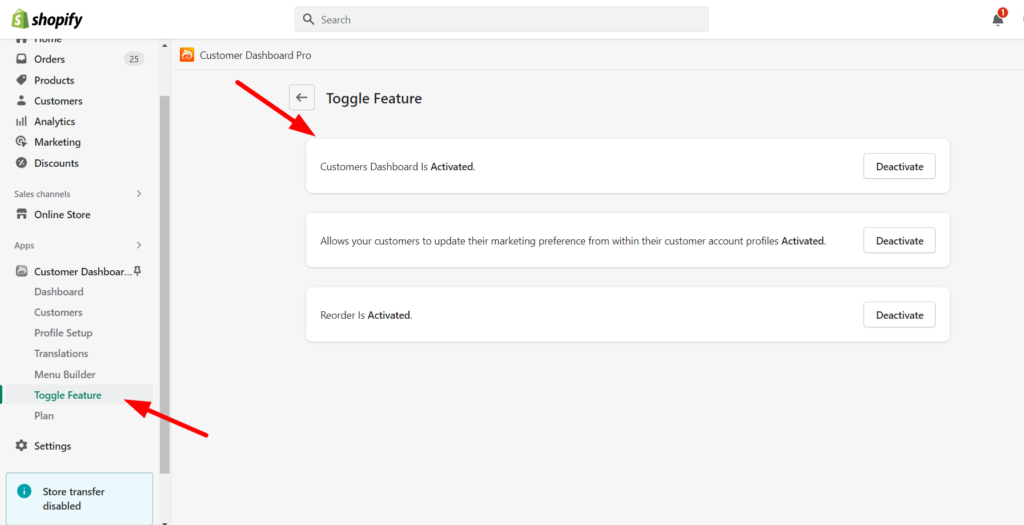 shopify
Search
1
Home
Orders 25
Products
Customers
Analytics
Marketing
Discounts
Sales channels
Online Store
Apps
Customer Dashboar...
Dashboard
Customers
Profile Setup
Translations
Menu Builder
Toggle Feature
Plan
Settings
Store transfer
disabled
Customer Dashboard Pro
Toggle Feature
Customers Dashboard Is Activated.
Deactivate
Allows your customers to update their marketing preference from within their customer account profiles Activated.
Deactivate
Reorder Is Activated.
Deactivate